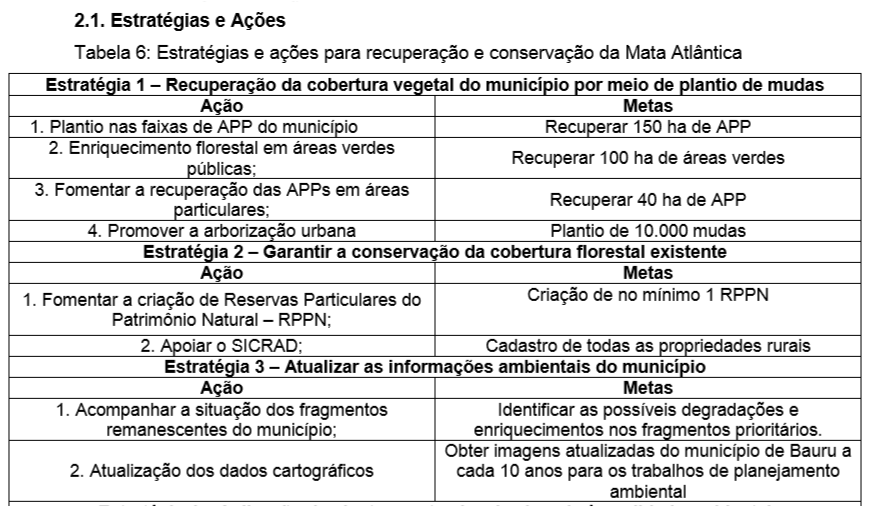 2.1. Estratégias e Ações
Tabela 6: Estratégias e ações para recuperação e conservação da Mata Atlântica
Estratégia 1 – Recuperação da cobertura vegetal do município por meio de plantio de mudas
Ação
Metas
1. Plantio nas faixas de APP do município
Recuperar 150 ha de APP
2. Enriquecimento florestal em áreas verdes
públicas;
Recuperar 100 ha de áreas verdes
3. Fomentar a recuperação das APPs em áreas
particulares;
Recuperar 40 ha de APP
4. Promover a arborização urbana
Plantio de 10.000 mudas
Estratégia 2 – Garantir a conservação da cobertura florestal existente
Ação
Metas
1. Fomentar a criação de Reservas Particulares do
Patrimônio Natural – RPPN;
Criação de no mínimo 1 RPPN
2. Apoiar o SICRAD;
Cadastro de todas as propriedades rurais
Estratégia 3 – Atualizar as informações ambientais do município
Ação
Metas
1. Acompanhar a situação dos fragmentos
remanescentes do município;
Identificar as possíveis degradações e
enriquecimentos nos fragmentos prioritários.
2. Atualização dos dados cartográficos
Obter imagens atualizadas do município de Bauru a
cada 10 anos para os trabalhos de planejamento
ambiental